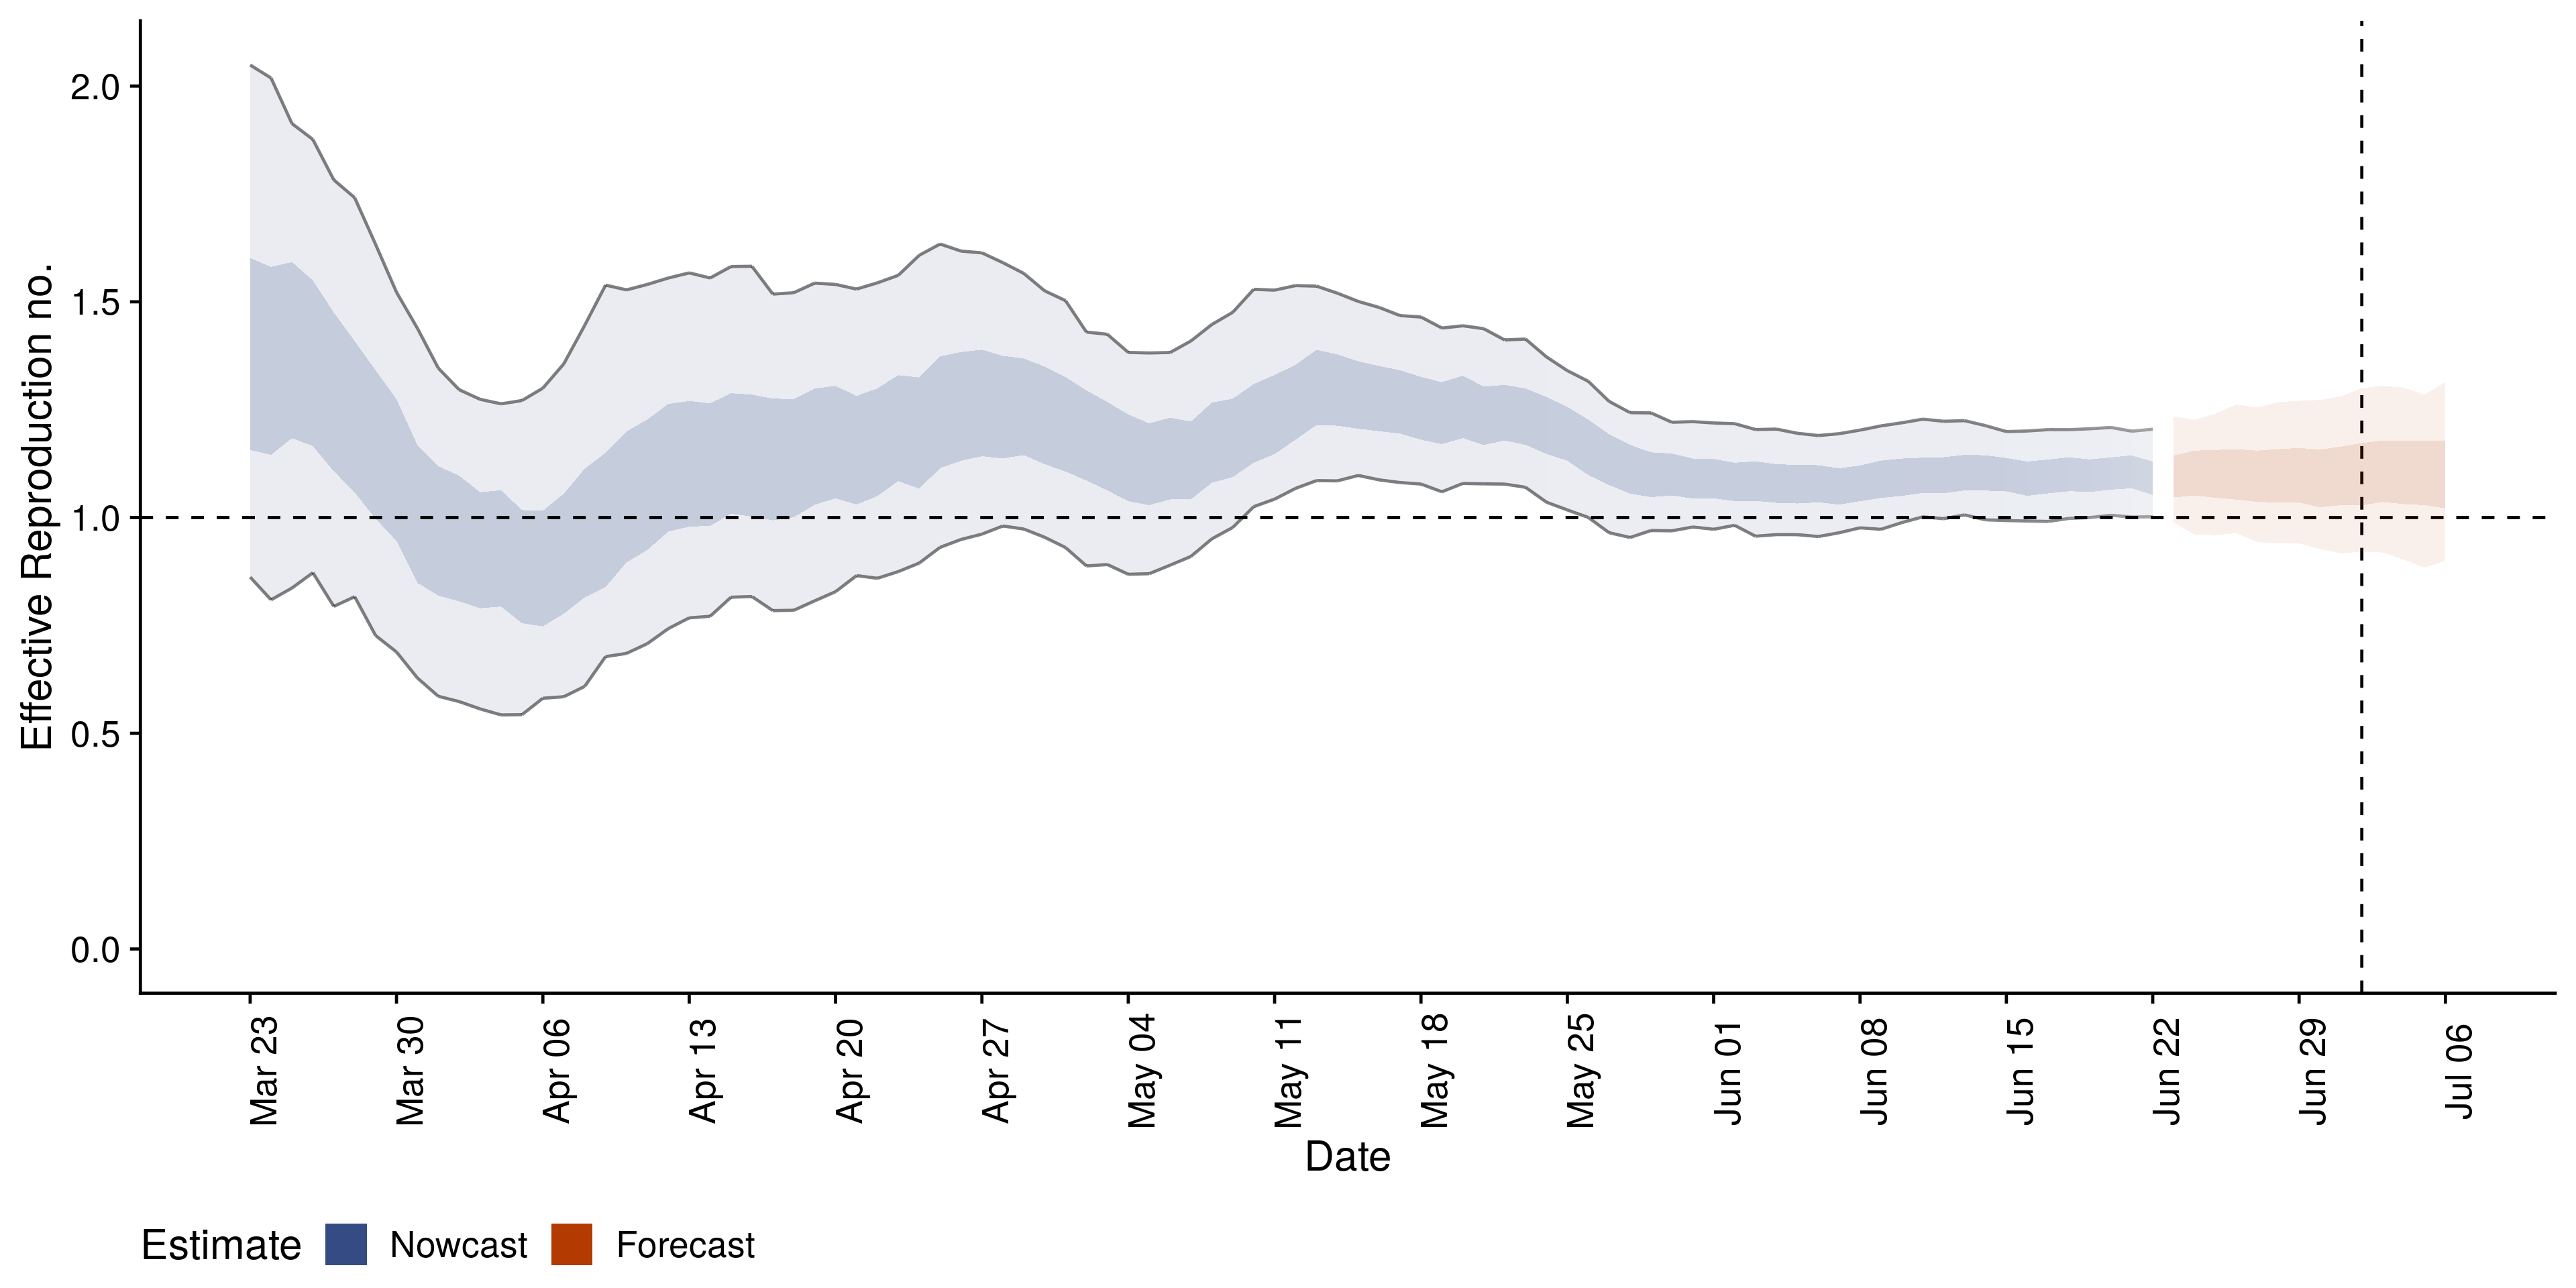 Effective Reproduction no.
2.0
1.5
1.0
0.5
0.0
Mar 23
Mar 30
Apr 06
Apr 13
Apr 20
Apr 27
May 04
May 11
May 18
May 25
Jun 01
Jun 08
Jun 15
Jun 22
Jun 29
Jul 06
Date
Estimate Nowcast Forecast